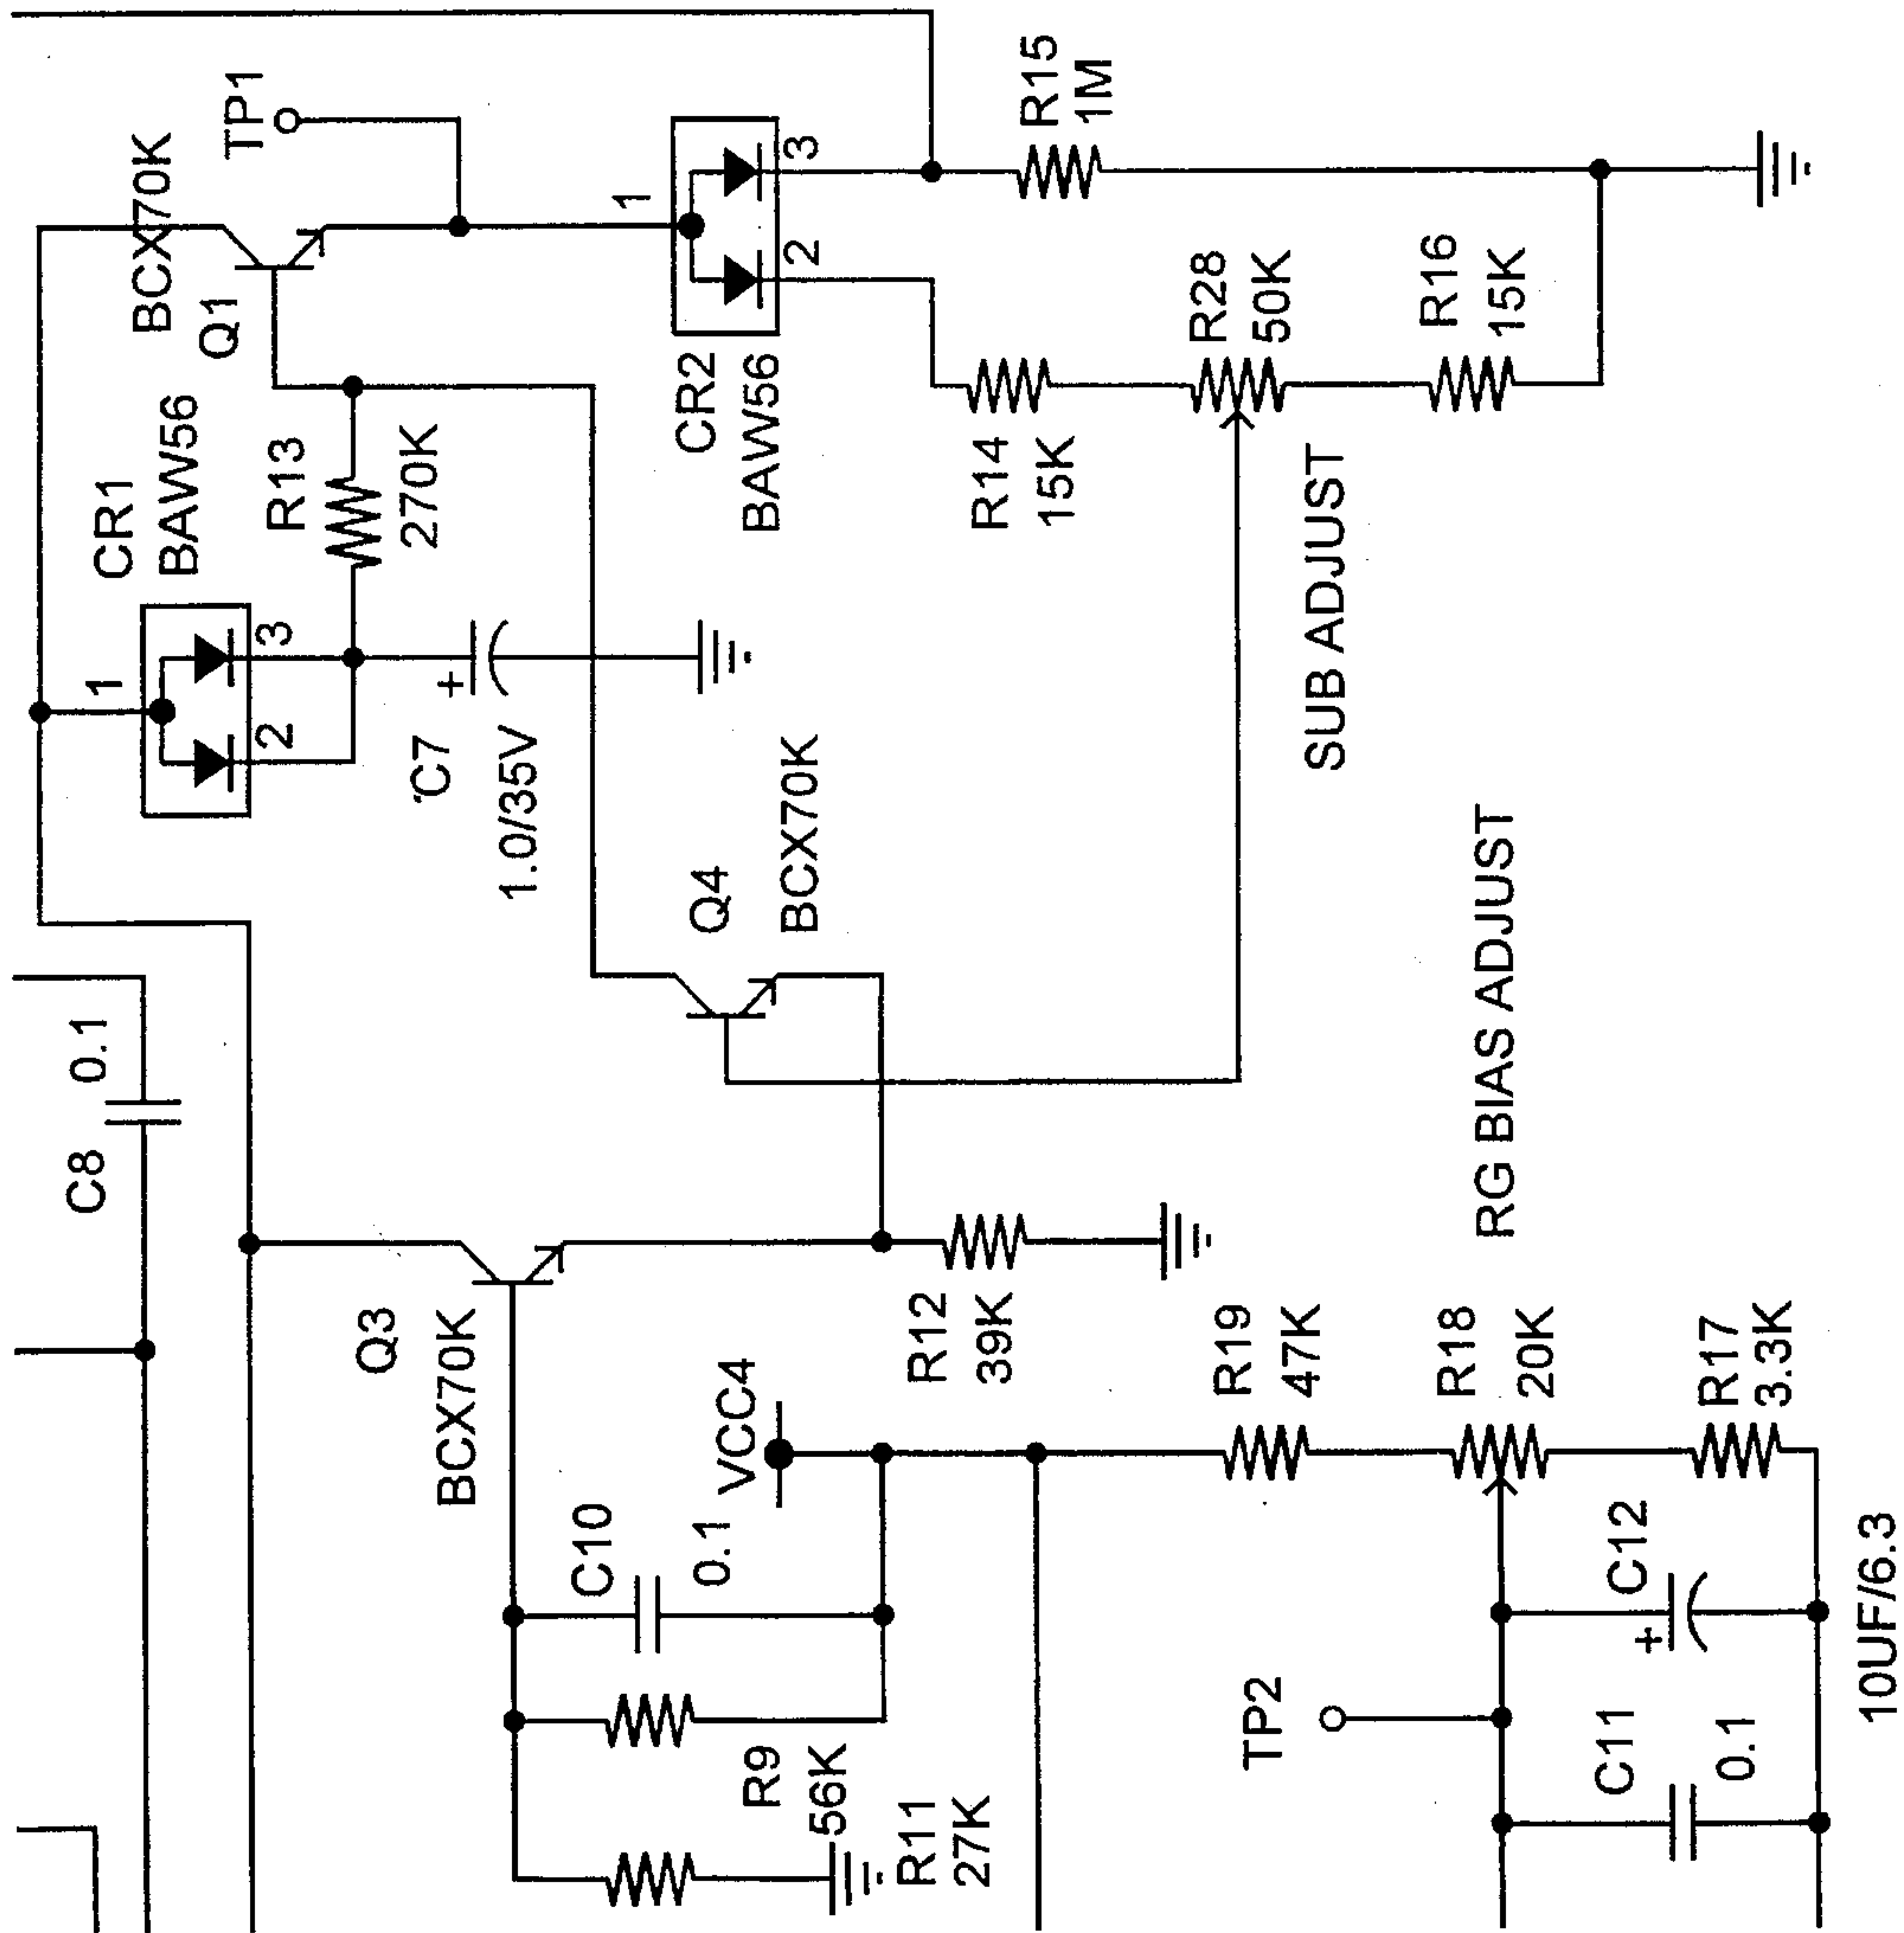 TP1
BCX70K
Q1
R15
1M
1
3
2
CR1
BAW56
R13
270K
CR2
BAW56
R28
50K
R16
15K
R14
15K
1
3
2
+
C7
1.0/35V
SUB ADJUST
Q4
BCX70K
0.1
C8
RG BIAS ADJUST
Q3
BCX70K
R12
39K
VCC4
R19
47K
R18
20K
R17
3.3K
C10
0.1
C12
+
10UF/6.3
R9
56K
R11
27K
TP2
C11
0.1